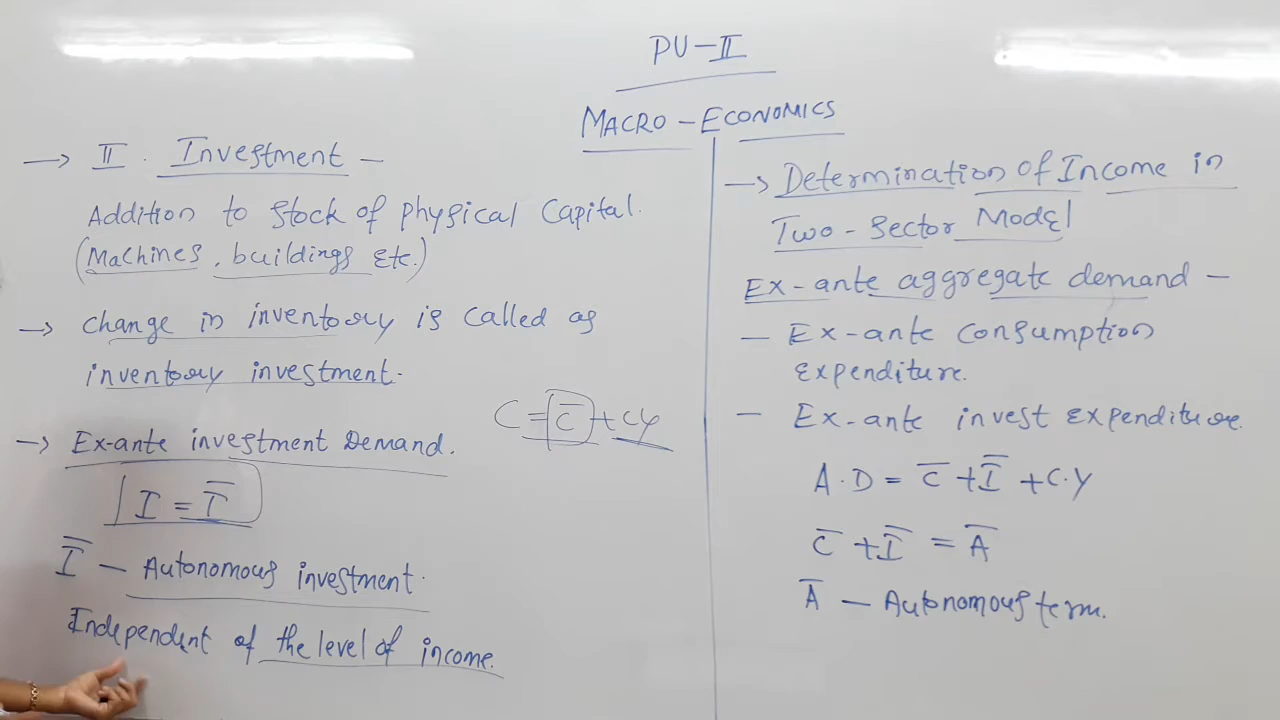 PU-II
MACRO-ECONOMICS
→ II. Investment -
Addition to stock of physical capital.
(Machines, buildings etc.)
→ change in inventory is called as
inventory investment.
C = C̅ + cy
→ Ex-ante investment Demand.
I = I̅
I̅ - Autonomous investment.
Independent of the level of income.
→ Determination of Income in
Two-Sector Model
Ex-ante aggregate demand -
- Ex-ante consumption
expenditure.
- Ex-ante invest expenditure.
A.D = C̅ + I̅ + C.Y
C̅ + I̅ = A̅
A̅ - Autonomous term.